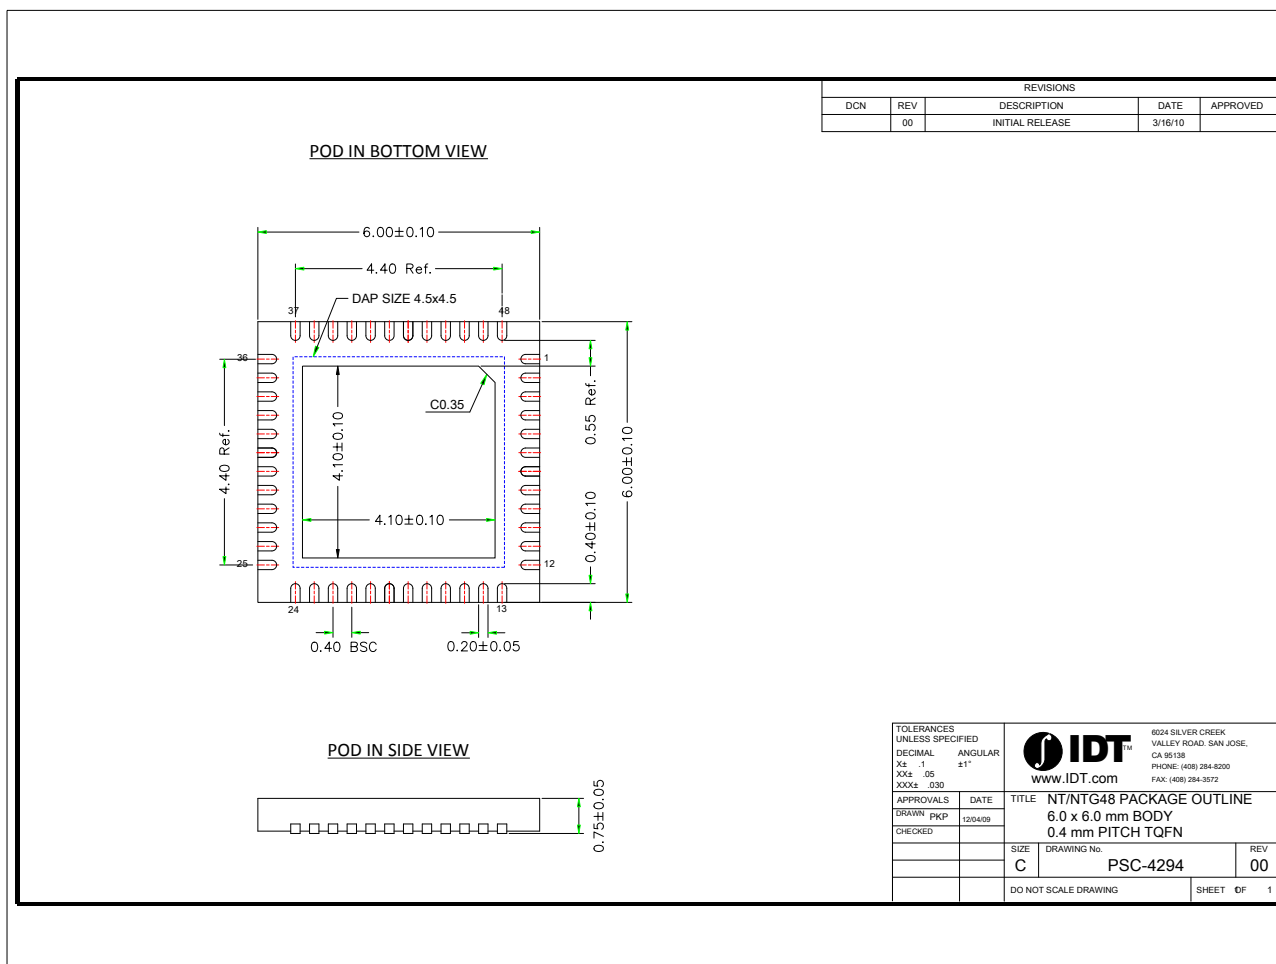 REVISIONS
DCN REV DESCRIPTION DATE APPROVED
00 INITIAL RELEASE 3/16/10
POD IN BOTTOM VIEW
6.00±0.10
4.40 Ref.
DAP SIZE 4.5x4.5
37 48
36 1
C0.35
0.55 Ref.
4.10±0.10
4.40 Ref.
6.00±0.10
4.10±0.10
0.40±0.10
25 12
24 13
0.40 BSC 0.20±0.05
POD IN SIDE VIEW
0.75±0.05
TOLERANCES
UNLESS SPECIFIED
DECIMAL ANGULAR
X± .1 ±1°
XX± .05
XXX± .030
IDT TM
www.IDT.com
6024 SILVER CREEK
VALLEY ROAD. SAN JOSE,
CA 95138
PHONE: (408) 284-8200
FAX: (408) 284-3572
APPROVALS DATE
DRAWN PKP 12/04/09
CHECKED
TITLE NT/NTG48 PACKAGE OUTLINE
6.0 x 6.0 mm BODY
0.4 mm PITCH TQFN
SIZE DRAWING No. REV
C PSC-4294 00
DO NOT SCALE DRAWING SHEET OF 1